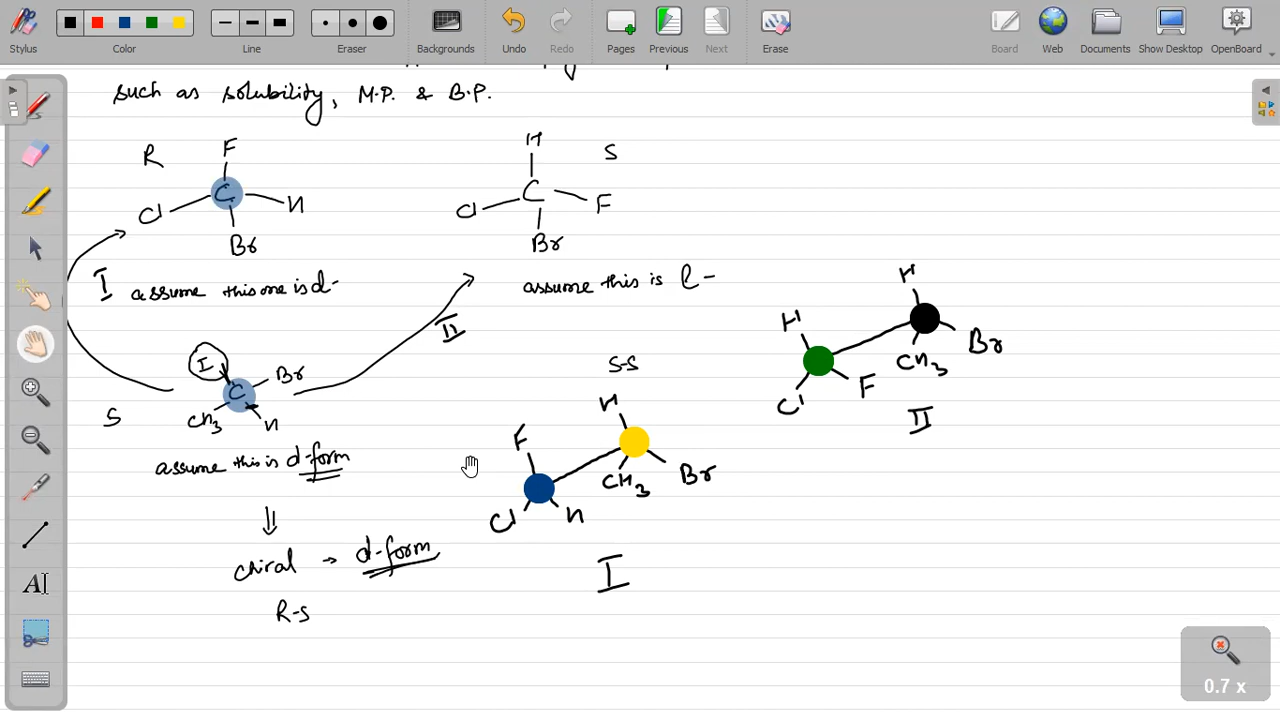 Stylus
Color
Line
Eraser
Backgrounds
Undo
Redo
Pages
Previous
Next
Erase
Board
Web
Documents
Show Desktop
OpenBoard
such as solubility, M.P. & B.P.
R
F
C
Cl
H
Br
H
S
C
Cl
F
Br
I assume this one is d-
assume this is l-
II
I
Br
C
CH3
H
S
assume this is d-form
chiral → d-form
R-S
S-S
F
H
Cl
H
CH3
Br
I
H
H
Cl
F
CH3
Br
II
AI
0.7 x